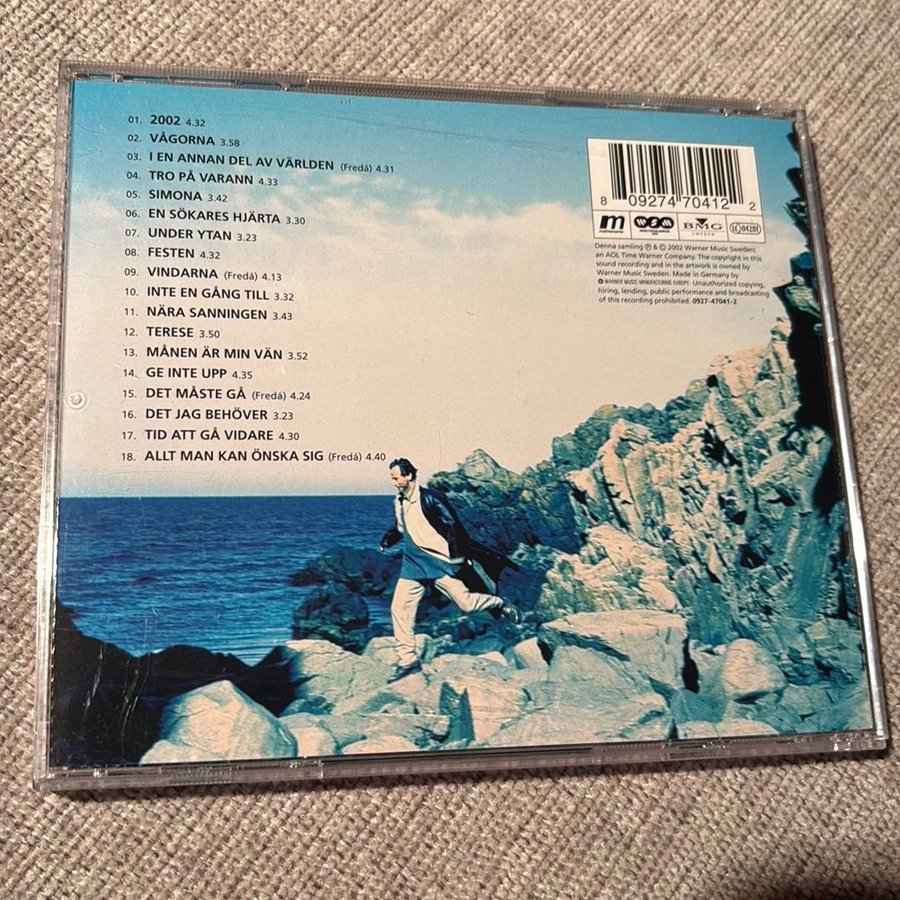 01. 2002 4.32
02. VÅGORNA 3.58
03. I EN ANNAN DEL AV VÄRLDEN (Fredá) 4.31
04. TRO PÅ VARANN 4.33
05. SIMONA 3.42
06. EN SÖKARES HJÄRTA 3.30
07. UNDER YTAN 3.23
08. FESTEN 4.32
09. VINDARNA (Fredá) 4.13
10. INTE EN GÅNG TILL 3.32
11. NÄRA SANNINGEN 3.43
12. TERESE 3.50
13. MÅNEN ÄR MIN VÄN 3.52
14. GE INTE UPP 4.35
15. DET MÅSTE GÅ (Fredá) 4.24
16. DET JAG BEHÖVER 3.23
17. TID ATT GÅ VIDARE 4.30
18. ALLT MAN KAN ÖNSKA SIG (Fredá) 4.40
8 09274 70412 2
m WSM BMG LC 04281
SWEDEN
Denna samling ℗ & © 2002 Warner Music Sweden;
an AOL Time Warner Company. The copyright in this
sound recording and in the artwork is owned by
Warner Music Sweden. Made in Germany by
WARNER MUSIC MANUFACTURING EUROPE. Unauthorized copying,
hiring, lending, public performance and broadcasting
of this recording prohibited. 0927-47041-2